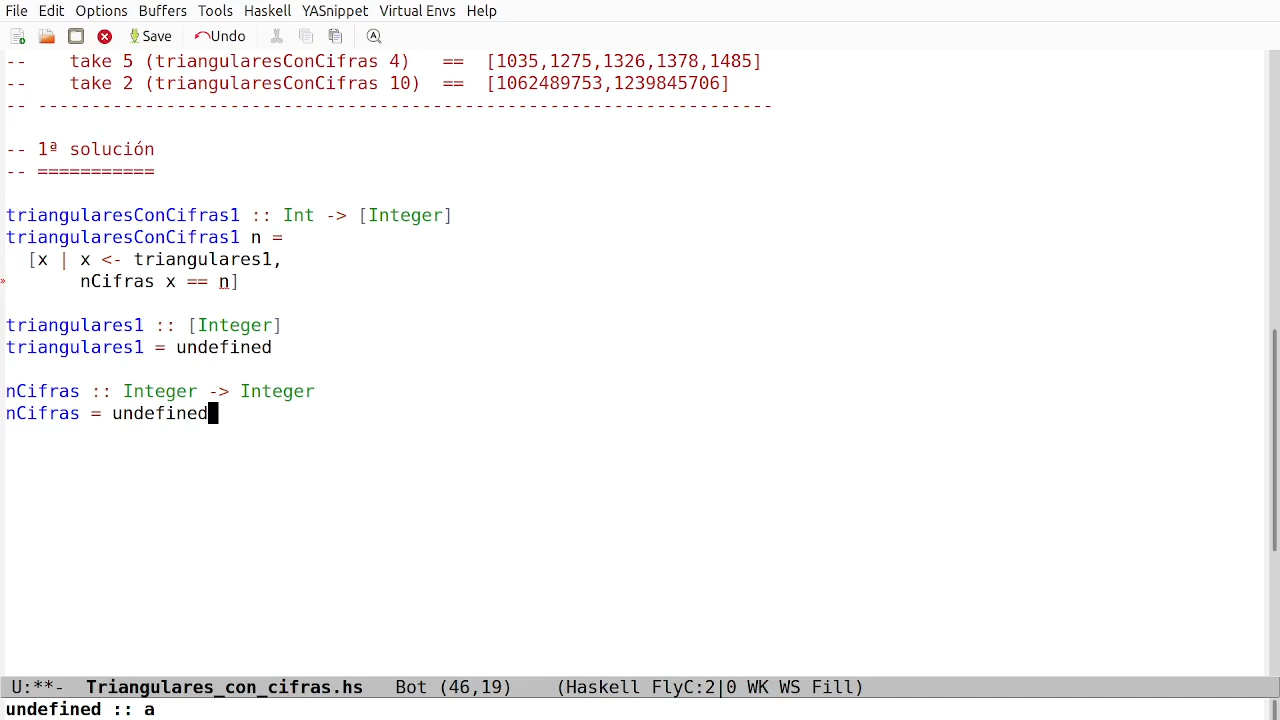 File Edit Options Buffers Tools Haskell YASnippet Virtual Envs Help
Save Undo
--    take 5 (triangularesConCifras 4)   ==  [1035,1275,1326,1378,1485]
--    take 2 (triangularesConCifras 10)  ==  [1062489753,1239845706]
-- ---------------------------------------------------------------------
-- 1ª solución
-- ===========
triangularesConCifras1 :: Int -> [Integer]
triangularesConCifras1 n =
  [x | x <- triangulares1,
»       nCifras x == n]
triangulares1 :: [Integer]
triangulares1 = undefined
nCifras :: Integer -> Integer
nCifras = undefined
U:**-  Triangulares_con_cifras.hs   Bot (46,19)    (Haskell FlyC:2|0 WK WS Fill)
undefined :: a